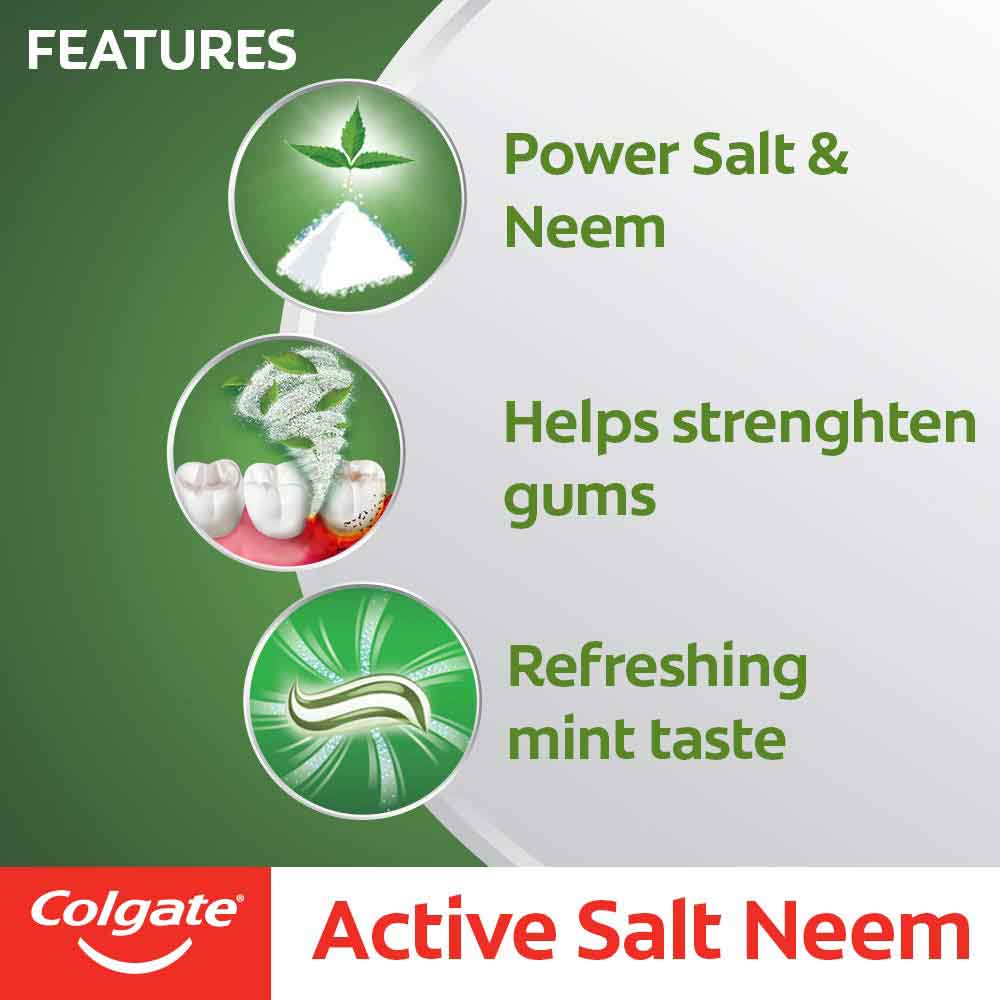 FEATURES
Power Salt &
Neem
Helps strenghten
gums
Refreshing
mint taste
Colgate®
Active Salt Neem